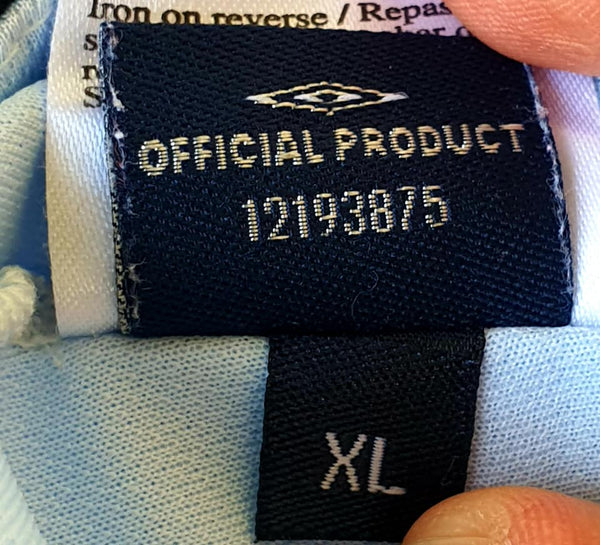 Iron on reverse / Repas
OFFICIAL PRODUCT
12193875
XL